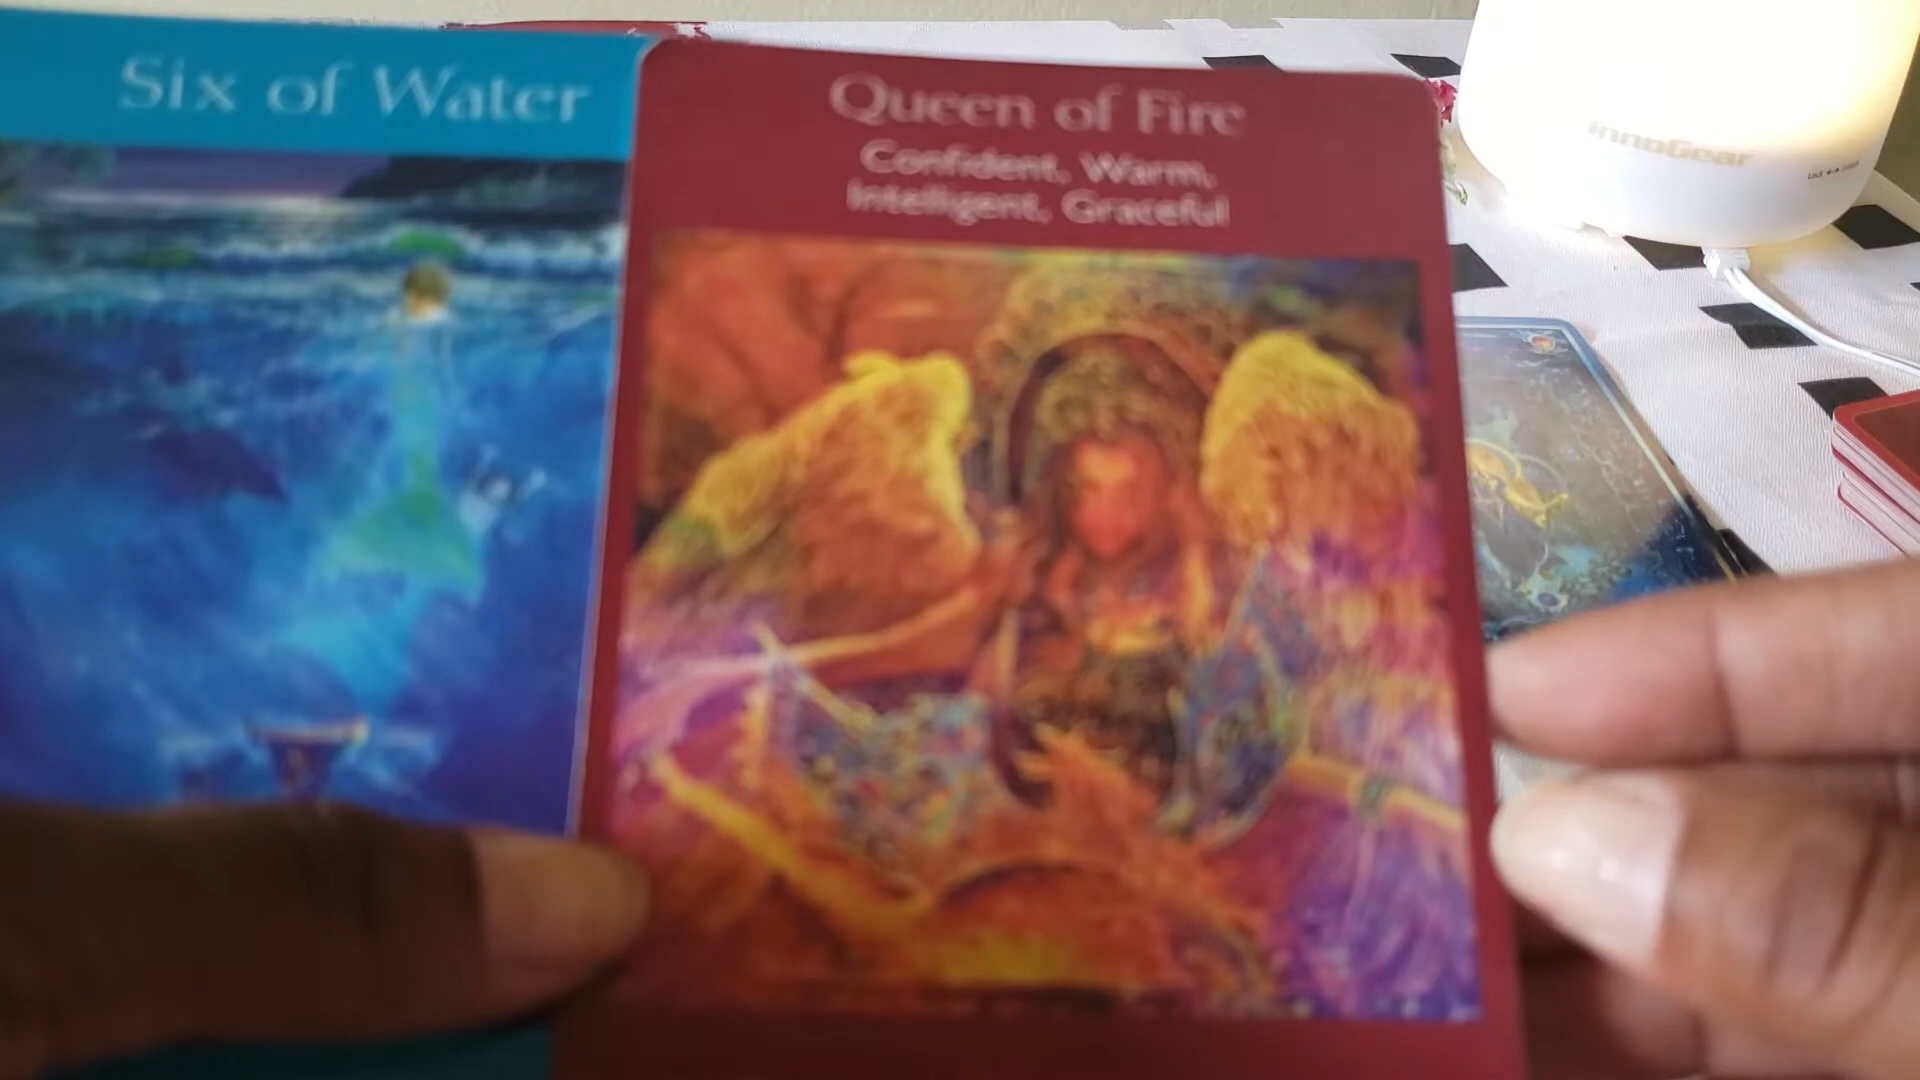 Six of Water
Queen of Fire
Confident, Warm,
Intelligent, Graceful
InnoGear